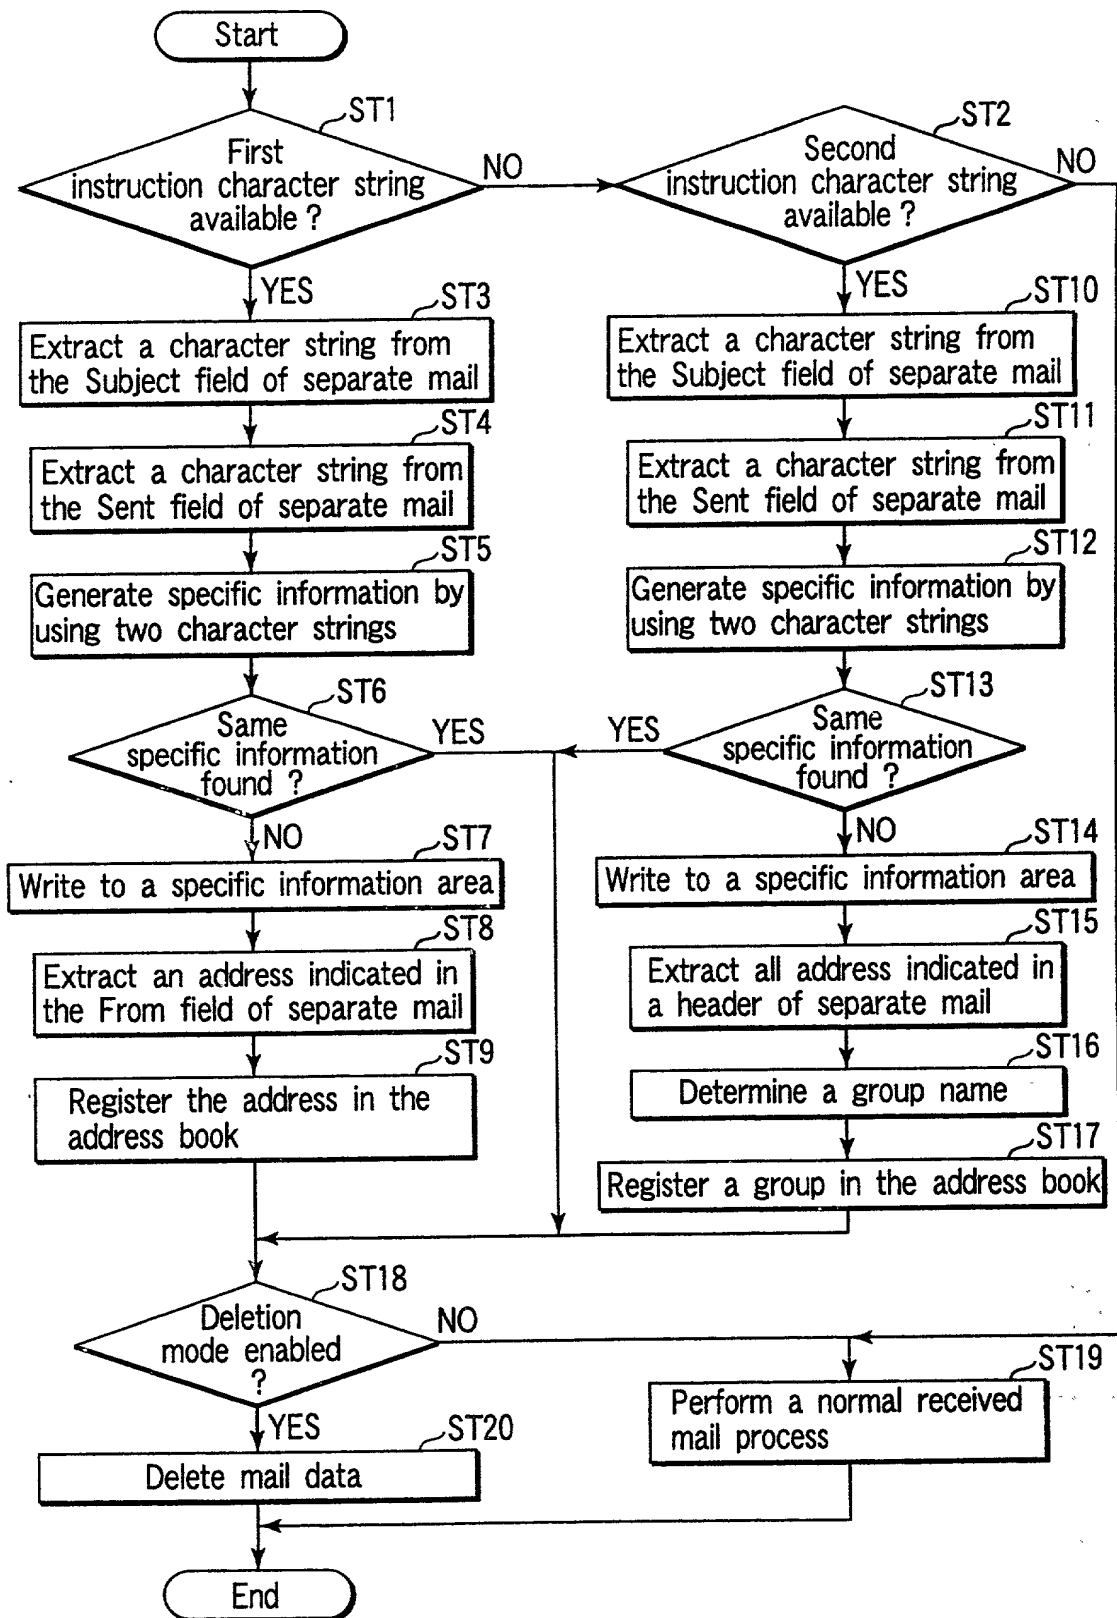 Start
ST1
First
instruction character string
available ?
NO
YES
ST2
Second
instruction character string
available ?
NO
YES
ST3
Extract a character string from
the Subject field of separate mail
ST4
Extract a character string from
the Sent field of separate mail
ST5
Generate specific information by
using two character strings
ST6
Same
specific information
found ?
YES
NO
ST7
Write to a specific information area
ST8
Extract an address indicated in
the From field of separate mail
ST9
Register the address in the
address book
ST10
Extract a character string from
the Subject field of separate mail
ST11
Extract a character string from
the Sent field of separate mail
ST12
Generate specific information by
using two character strings
ST13
Same
specific information
found ?
YES
NO
ST14
Write to a specific information area
ST15
Extract all address indicated in
a header of separate mail
ST16
Determine a group name
ST17
Register a group in the address book
ST18
Deletion
mode enabled
?
NO
YES
ST19
Perform a normal received
mail process
ST20
Delete mail data
End